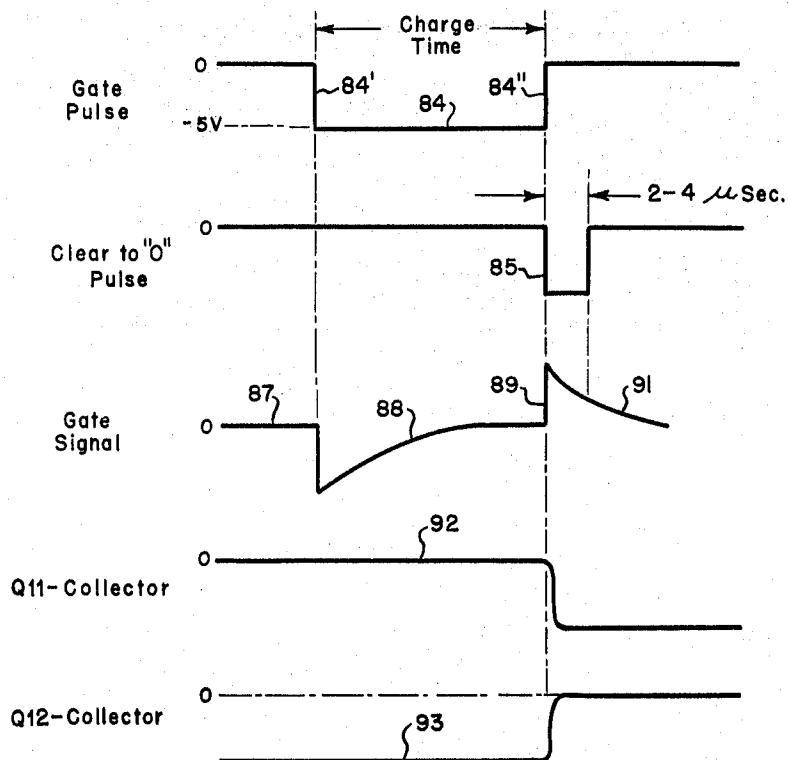 Charge
Time
0
84'
84
84"
Gate
Pulse
-5V
2-4 μSec.
0
Clear to "0"
Pulse
85
87
88
89
91
Gate
Signal
0
92
0
Q11-Collector
0
Q12-Collector
93